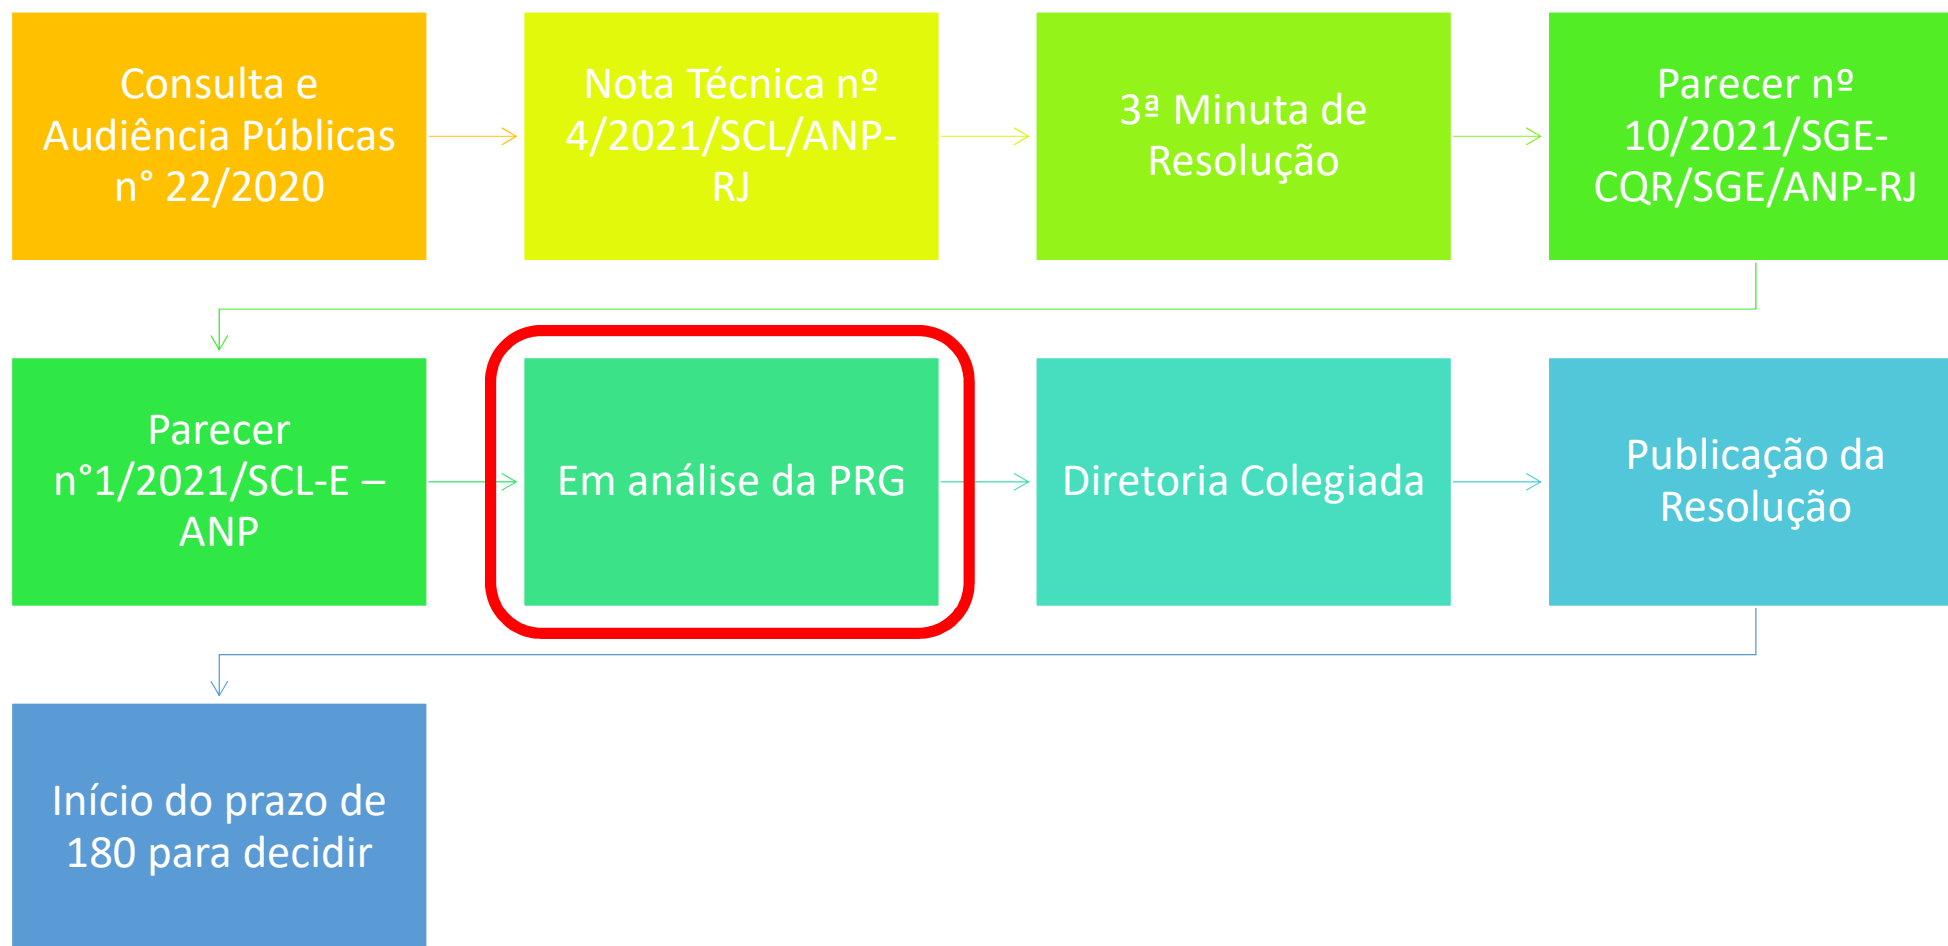 Consulta e
Audiência Públicas
n° 22/2020
Nota Técnica nº
4/2021/SCL/ANP-
RJ
3ª Minuta de
Resolução
Parecer nº
10/2021/SGE-
CQR/SGE/ANP-RJ
Parecer
n°1/2021/SCL-E –
ANP
Em análise da PRG
Diretoria Colegiada
Publicação da
Resolução
Início do prazo de
180 para decidir